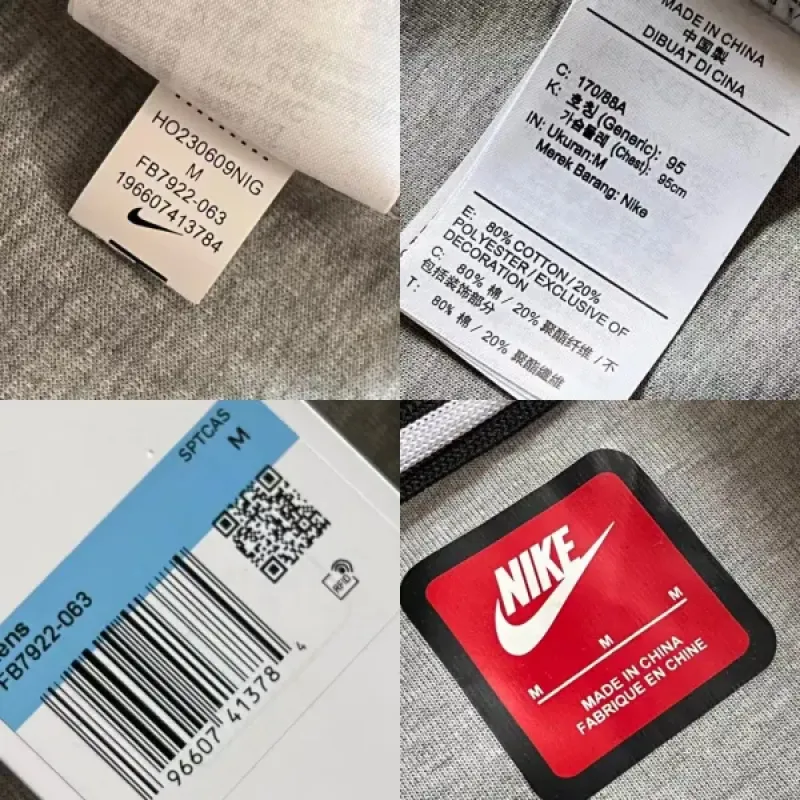 HO230609NIG
M
FB7922-063
196607413784
MADE IN CHINA
中国製
DIBUAT DI CINA
C: 170/88A
K: 호칭 (Generic): 95
가슴둘레 (Chest): 95cm
IN: Ukuran:M
Merek Barang: Nike
E: 80% COTTON / 20%
POLYESTER / EXCLUSIVE OF
DECORATION
C: 80% 棉 / 20% 聚酯纤维 / 不
包括装饰部分
T: 80% 棉 / 20% 聚酯纖維
SPTCAS
M
RFID
ens
FB7922-063
96607 41378 4
NIKE
M M M
MADE IN CHINA
FABRIQUE EN CHINE